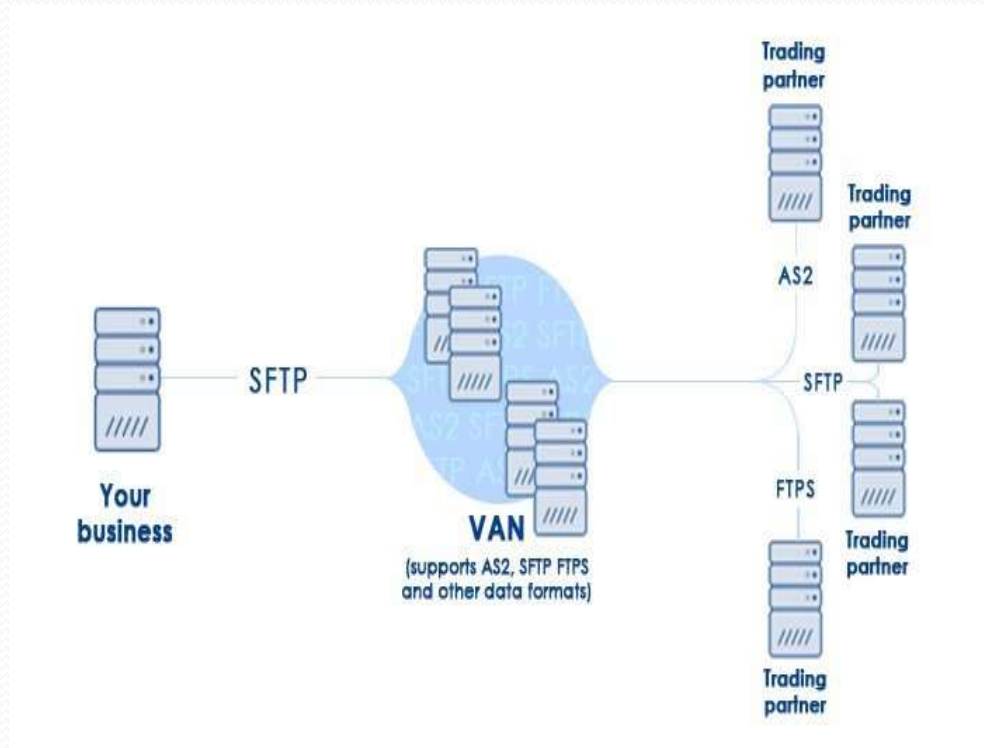 Trading
partner
Trading
partner
AS2
SFTP
SFTP
FTPS
Your
business
VAN
(supports AS2, SFTP FTPS
and other data formats)
Trading
partner
Trading
partner